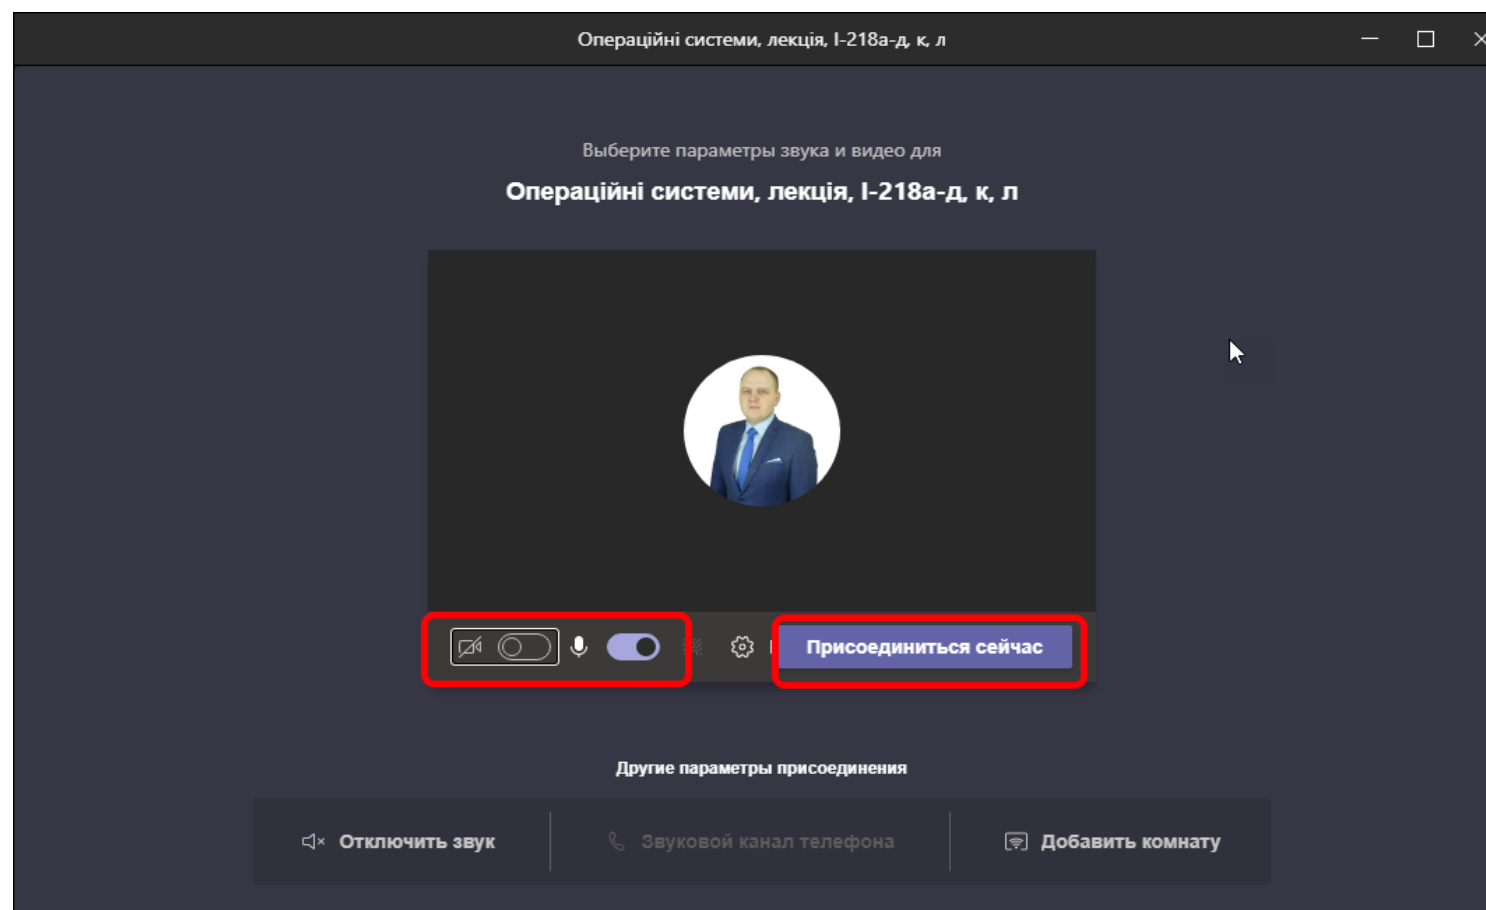 Операційні системи, лекція, І-218а-д, к, л
Выберите параметры звука и видео для
Операційні системи, лекція, І-218а-д, к, л
Присоединиться сейчас
Другие параметры присоединения
Отключить звук
Звуковой канал телефона
Добавить комнату